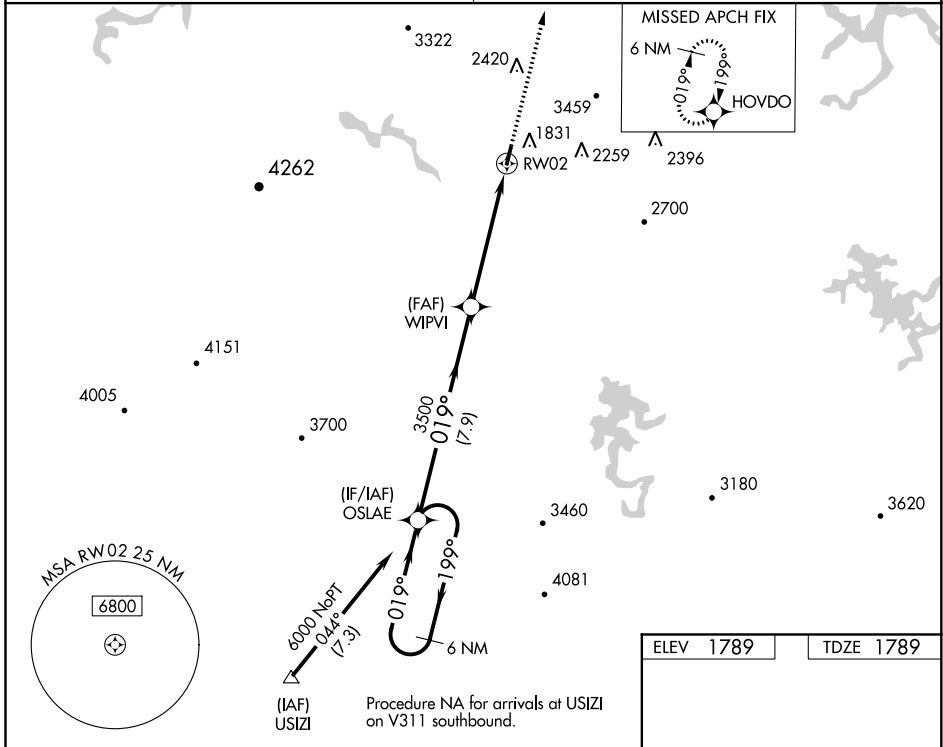 3322
2420
3459
1831
2259
2396
RW02
MISSED APCH FIX
6 NM
019°
199°
HOVDO
4262
2700
(FAF)
WIPVI
4151
4005
3700
3500
019°
(7.9)
(IF/IAF)
OSLAE
3460
3180
3620
4081
019°
199°
6 NM
6000 NoPT
044°
(7.3)
(IAF)
USIZI
MSA RW02 25 NM
6800
Procedure NA for arrivals at USIZI
on V311 southbound.
ELEV 1789
TDZE 1789